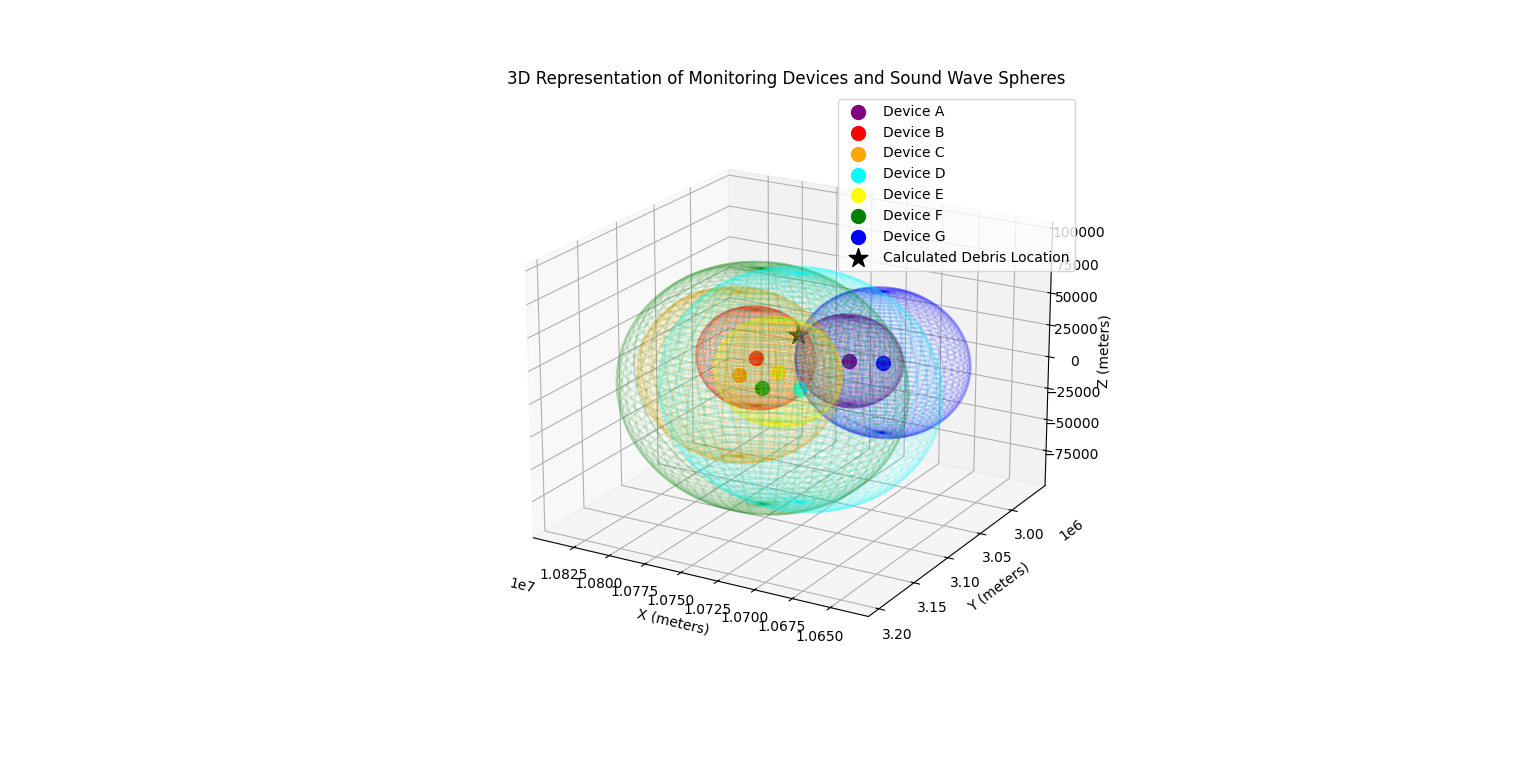 3D Representation of Monitoring Devices and Sound Wave Spheres
Device A
Device B
Device C
Device D
Device E
Device F
Device G
Calculated Debris Location
100000
75000
50000
25000
0
−25000
−50000
−75000
Z (meters)
1e6
3.00
3.05
3.10
3.15
3.20
Y (meters)
1e7
1.0825
1.0800
1.0775
1.0750
1.0725
1.0700
1.0675
1.0650
X (meters)